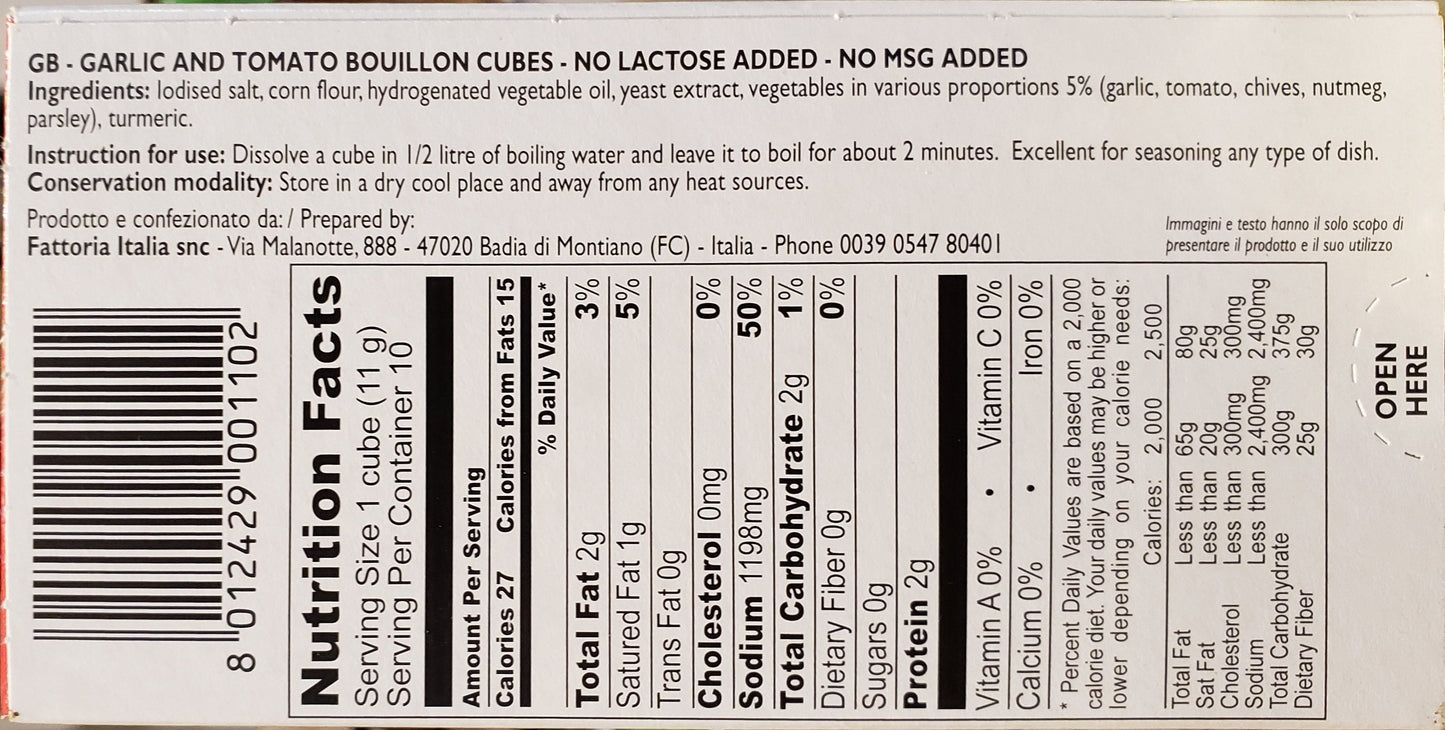 GB - GARLIC AND TOMATO BOUILLON CUBES - NO LACTOSE ADDED - NO MSG ADDED
Ingredients: Iodised salt, corn flour, hydrogenated vegetable oil, yeast extract, vegetables in various proportions 5% (garlic, tomato, chives, nutmeg,
parsley), turmeric.
Instruction for use: Dissolve a cube in 1/2 litre of boiling water and leave it to boil for about 2 minutes. Excellent for seasoning any type of dish.
Conservation modality: Store in a dry cool place and away from any heat sources.
Prodotto e confezionato da: / Prepared by:
Fattoria Italia snc - Via Malanotte, 888 - 47020 Badia di Montiano (FC) - Italia - Phone 0039 0547 80401
Immagini e testo hanno il solo scopo di
presentare il prodotto e il suo utilizzo
8 012429 001102
Nutrition Facts
Serving Size 1 cube (11 g)
Serving Per Container 10
Amount Per Serving
Calories 27 Calories from Fats 15
% Daily Value*
Total Fat 2g 3%
Satured Fat 1g 5%
Trans Fat 0g
Cholesterol 0mg 0%
Sodium 1198mg 50%
Total Carbohydrate 2g 1%
Dietary Fiber 0g 0%
Sugars 0g
Protein 2g
Vitamin A 0% • Vitamin C 0%
Calcium 0% • Iron 0%
* Percent Daily Values are based on a 2,000
calorie diet. Your daily values may be higher or
lower depending on your calorie needs:
Calories: 2,000 2,500
Total Fat Less than 65g 80g
Sat Fat Less than 20g 25g
Cholesterol Less than 300mg 300mg
Sodium Less than 2,400mg 2,400mg
Total Carbohydrate 300g 375g
Dietary Fiber 25g 30g
OPEN
HERE